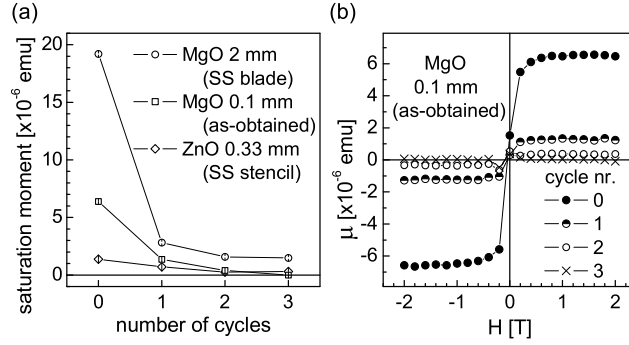 (a)
saturation moment [x10⁻⁶ emu]
20
15
10
5
0
MgO 2 mm
(SS blade)
MgO 0.1 mm
(as-obtained)
ZnO 0.33 mm
(SS stencil)
0 1 2 3
number of cycles
(b)
μ [x10⁻⁶ emu]
6
4
2
0
-2
-4
-6
MgO
0.1 mm
(as-obtained)
cycle nr.
0
1
2
3
-2 -1 0 1 2
H [T]